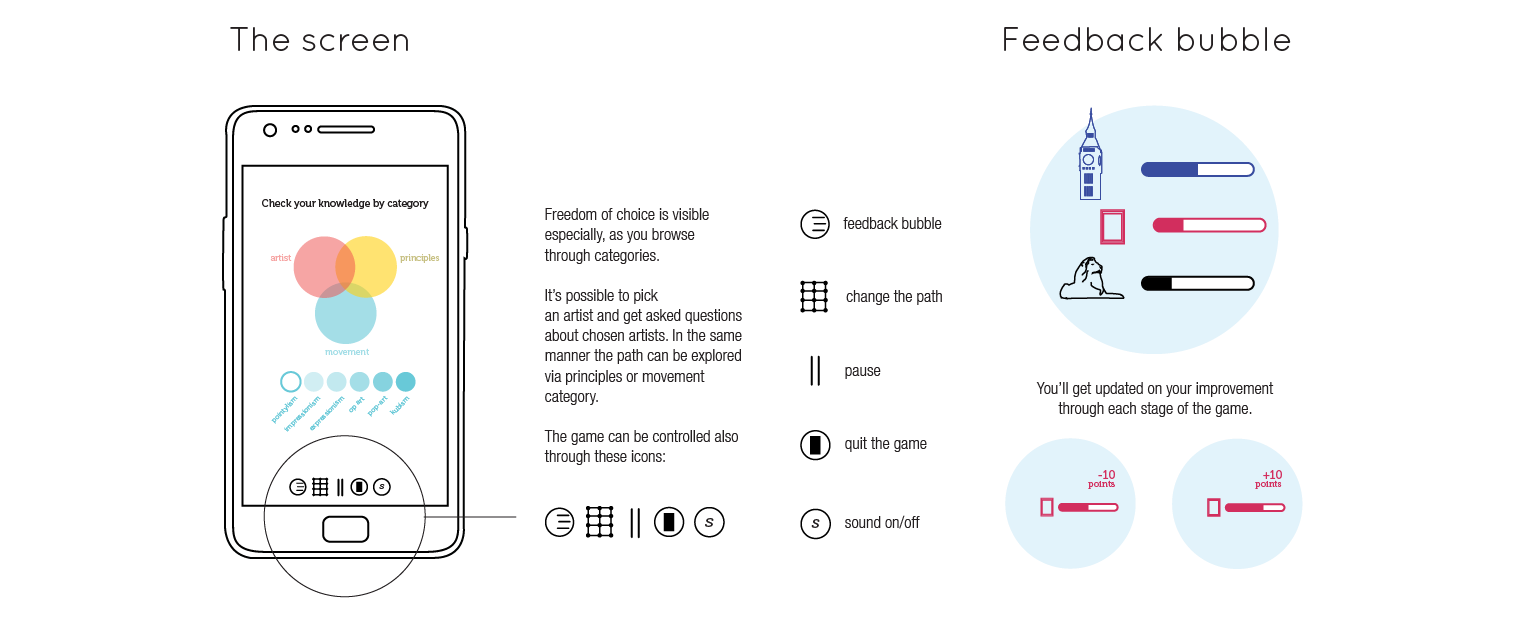 The screen
Feedback bubble
Check your knowledge by category
artist
principles
movement
pointylism
impressionism
expressionism
op art
pop-art
kubism
S
Freedom of choice is visible
especially, as you browse
through categories.
It's possible to pick
an artist and get asked questions
about chosen artists. In the same
manner the path can be explored
via principles or movement
category.
The game can be controlled also
through these icons:
S
feedback bubble
change the path
pause
quit the game
S
sound on/off
You'll get updated on your improvement
through each stage of the game.
-10
points
+10
points